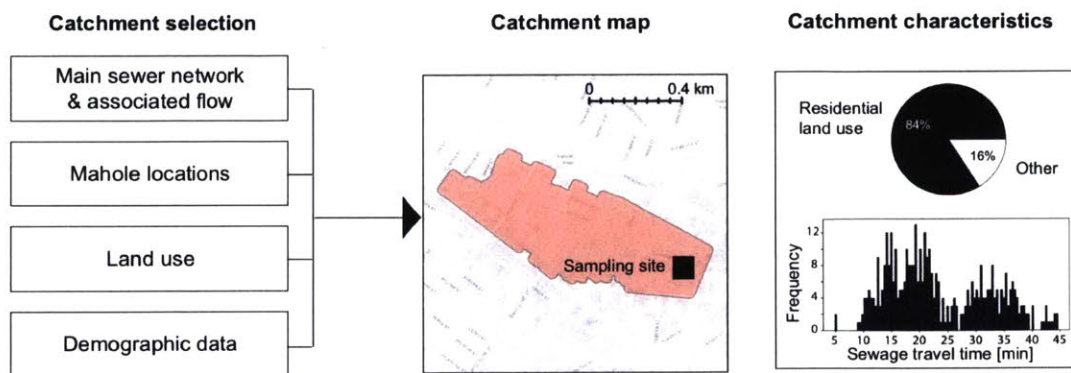 Catchment selection
Main sewer network
& associated flow
Mahole locations
Land use
Demographic data
Catchment map
0 0.4 km
Sampling site
Catchment characteristics
Residential
land use
84%
16%
Other
Frequency
12
8
4
0
5 10 15 20 25 30 35 40 45
Sewage travel time [min]